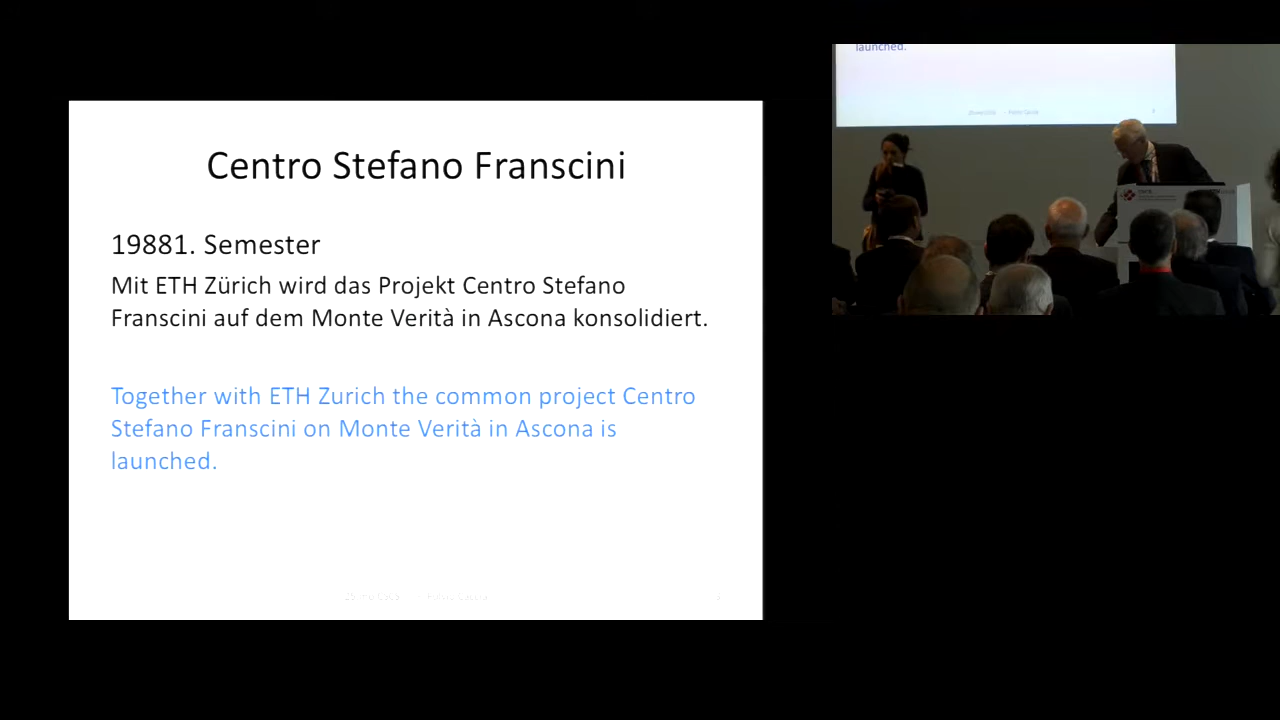 Centro Stefano Franscini
19881. Semester
Mit ETH Zürich wird das Projekt Centro Stefano
Franscini auf dem Monte Verità in Ascona konsolidiert.
Together with ETH Zurich the common project Centro
Stefano Franscini on Monte Verità in Ascona is
launched.
launched.